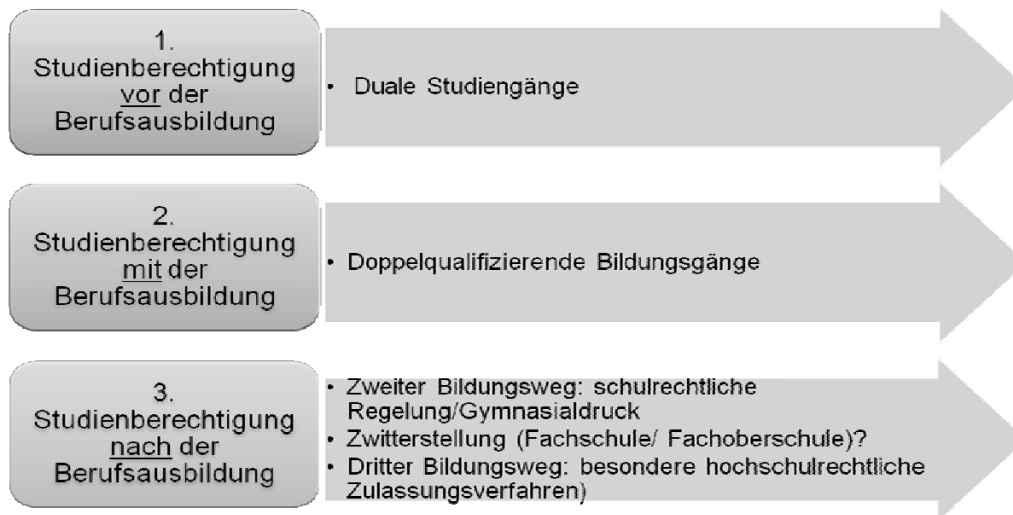 1.
Studienberechtigung
vor der
Berufsausbildung
• Duale Studiengänge
2.
Studienberechtigung
mit der
Berufsausbildung
• Doppelqualifizierende Bildungsgänge
3.
Studienberechtigung
nach der
Berufsausbildung
• Zweiter Bildungsweg: schulrechtliche
Regelung/Gymnasialdruck
• Zwitterstellung (Fachschule/ Fachoberschule)?
• Dritter Bildungsweg: besondere hochschulrechtliche
Zulassungsverfahren)